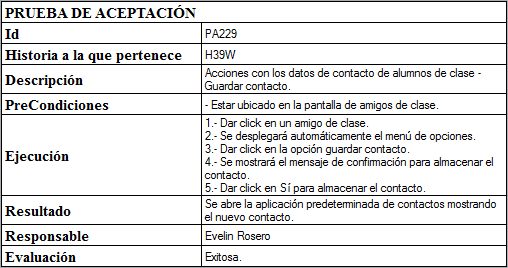 PRUEBA DE ACEPTACIÓN
Id PA229
Historia a la que pertenece H39W
Descripción Acciones con los datos de contacto de alumnos de clase -
Guardar contacto.
PreCondiciones - Estar ubicado en la pantalla de amigos de clase.
Ejecución
1.- Dar click en un amigo de clase.
2.- Se desplegará automáticamente el menú de opciones.
3.- Dar click en la opción guardar contacto.
4.- Se mostrará el mensaje de confirmación para almacenar el
contacto.
5.- Dar click en Sí para almacenar el contacto.
Resultado Se abre la aplicación predeterminada de contactos mostrando
el nuevo contacto.
Responsable Evelin Rosero
Evaluación Exitosa.